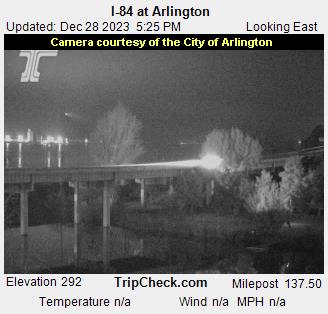 I-84 at Arlington
Updated: Dec 28 2023 5:25 PM Looking East
Camera courtesy of the City of Arlington
Elevation 292 TripCheck.com Milepost 137.50
Temperature n/a Wind n/a MPH n/a